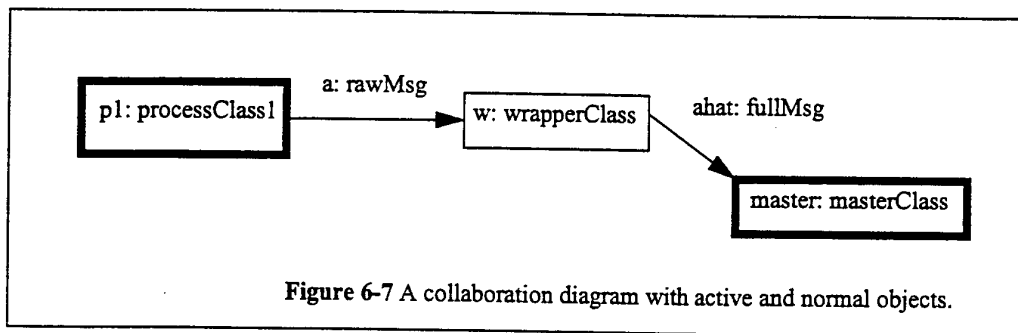 a: rawMsg
p1: processClass1
w: wrapperClass
ahat: fullMsg
master: masterClass
Figure 6-7 A collaboration diagram with active and normal objects.